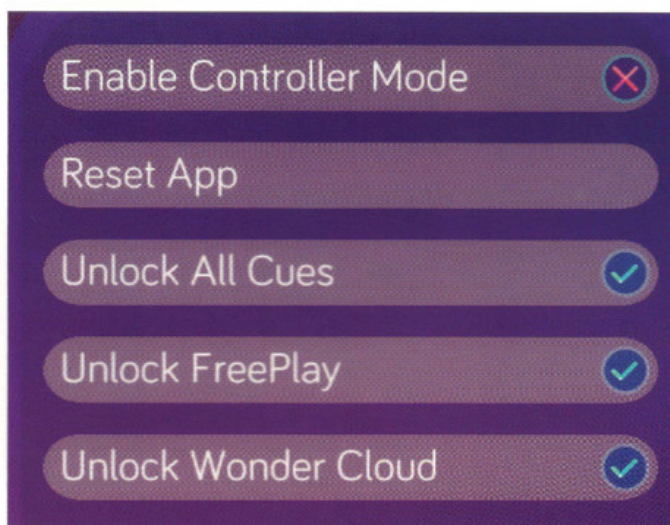 Enable Controller Mode
Reset App
Unlock All Cues
Unlock FreePlay
Unlock Wonder Cloud